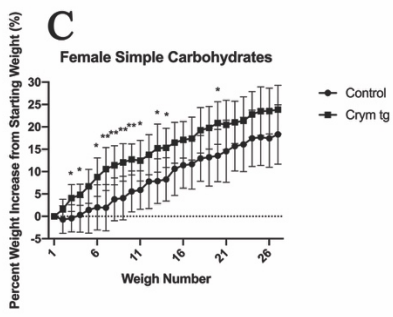 C
Female Simple Carbohydrates
Percent Weight Increase from Starting Weight (%)
30
25
20
15
10
5
0
-5
* * * ** ** ** ** * * * *
1 6 11 16 21 26
Weigh Number
Control
Crym tg